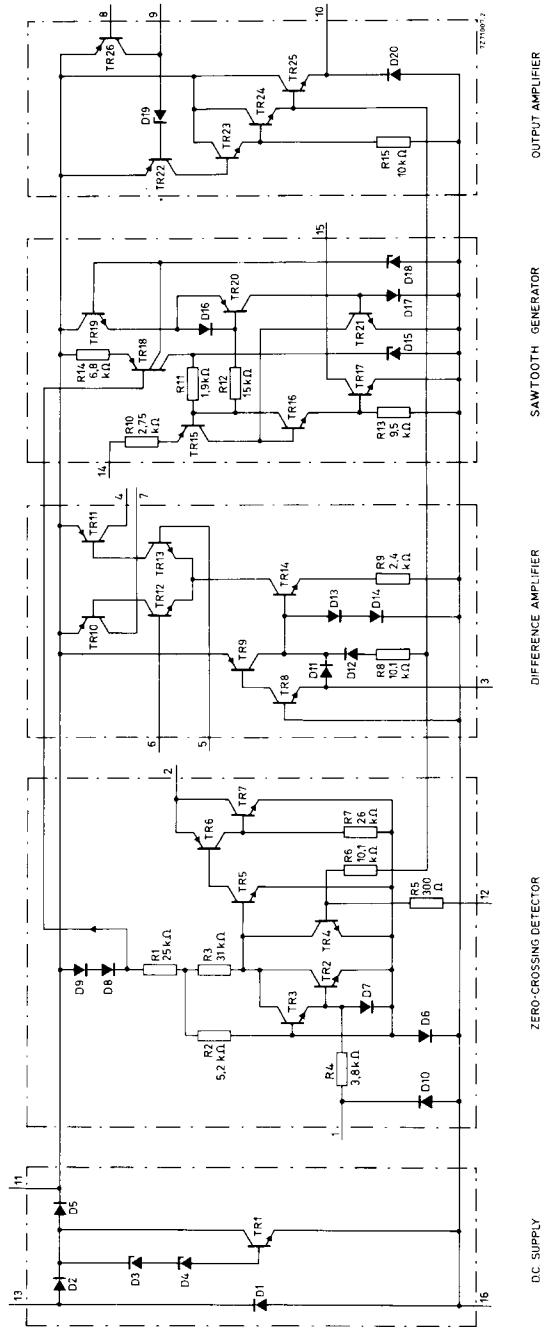 13
11
D2
D5
D3
D4
TR1
D1
16
D.C. SUPPLY
D9
D8
R1
25 kΩ
R2
5,2 kΩ
R3
31 kΩ
TR3
TR2
TR4
TR5
TR6
TR7
2
R4
3,8 kΩ
D7
D6
D10
1
R7
26
kΩ
R6
10,1
kΩ
R5
300
Ω
12
ZERO-CROSSING DETECTOR
TR10
TR11
4
7
TR12
TR13
6
5
TR9
TR8
TR14
D11
D12
D13
D14
R8
10,1
kΩ
R9
2,4
kΩ
3
DIFFERENCE AMPLIFIER
14
R10
2,75
kΩ
TR15
R14
6,8
kΩ
TR18
TR19
R11
1,9 kΩ
R12
15 kΩ
D16
TR20
TR16
TR17
TR21
R13
9,5
kΩ
D15
D17
D18
15
SAWTOOTH GENERATOR
8
9
10
TR26
D19
TR22
TR23
TR24
TR25
R15
10 kΩ
D20
7Z71007.2
OUTPUT AMPLIFIER